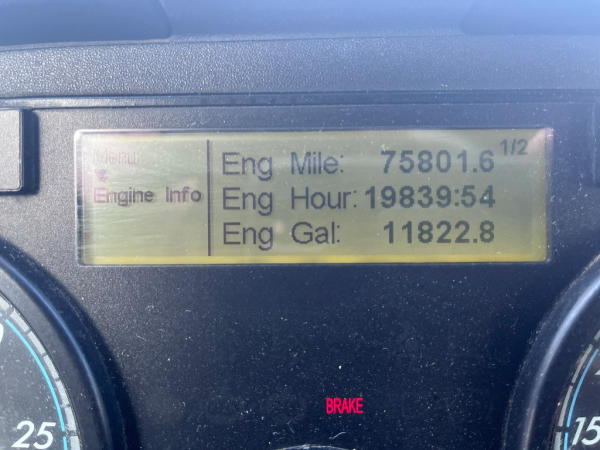 Menu
Engine Info
1/2
Eng Mile: 75801.6
Eng Hour: 19839:54
Eng Gal: 11822.8
BRAKE
25
15